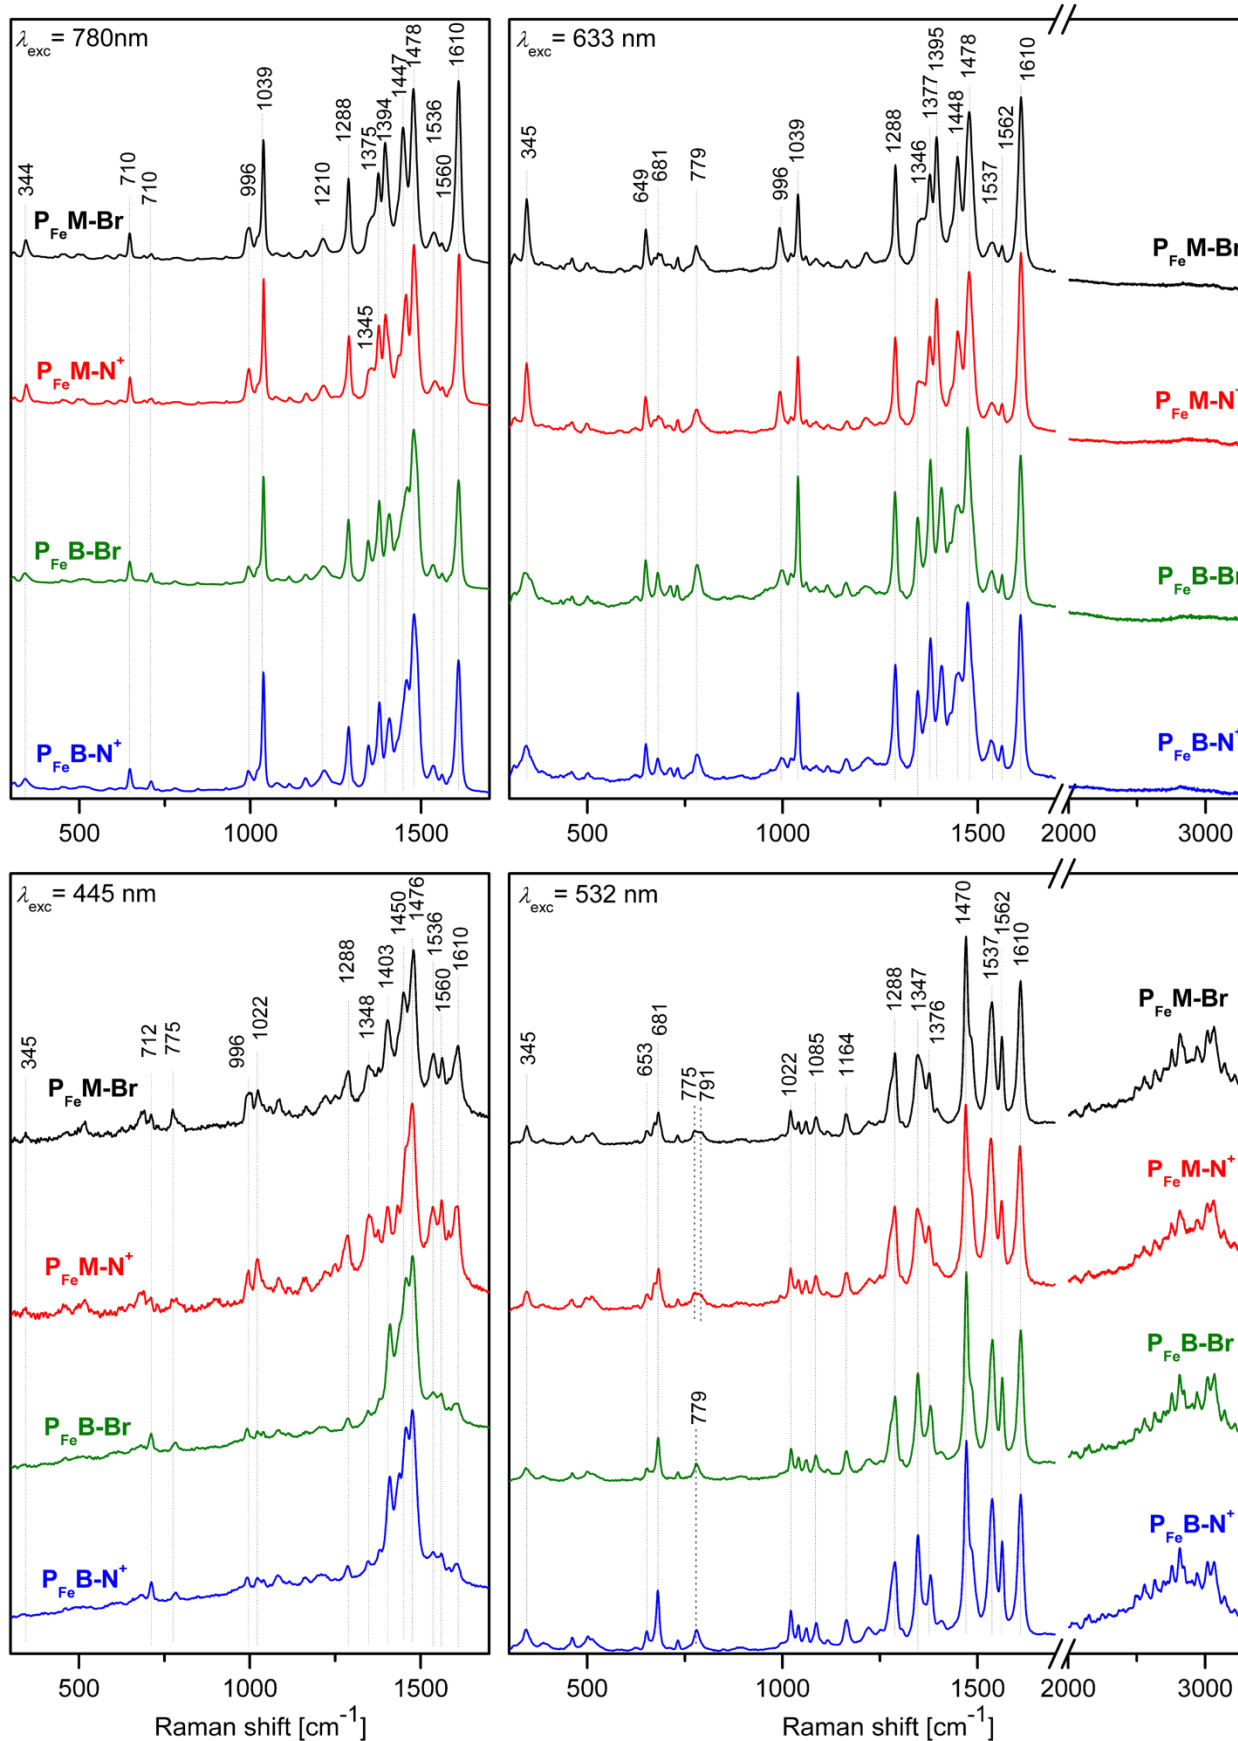 λexc= 780nm
344
710
710
996
1039
1210
1288
1375
1394
1447
1478
1536
1560
1610
PFeM-Br
1345
PFeM-N+
PFeB-Br
PFeB-N+
500 1000 1500
λexc= 633 nm
345
649
681
779
996
1039
1288
1346
1377
1395
1448
1478
1537
1562
1610
PFeM-Br
PFeM-N+
PFeB-Br
PFeB-N+
500 1000 1500 2000 3000
λexc= 445 nm
345
712
775
996
1022
1288
1348
1403
1450
1476
1536
1560
1610
PFeM-Br
PFeM-N+
PFeB-Br
PFeB-N+
500 1000 1500
Raman shift [cm-1]
λexc= 532 nm
345
653
681
775
791
1022
1085
1164
1288
1347
1376
1470
1537
1562
1610
PFeM-Br
PFeM-N+
PFeB-Br
779
PFeB-N+
500 1000 1500 2000 3000
Raman shift [cm-1]